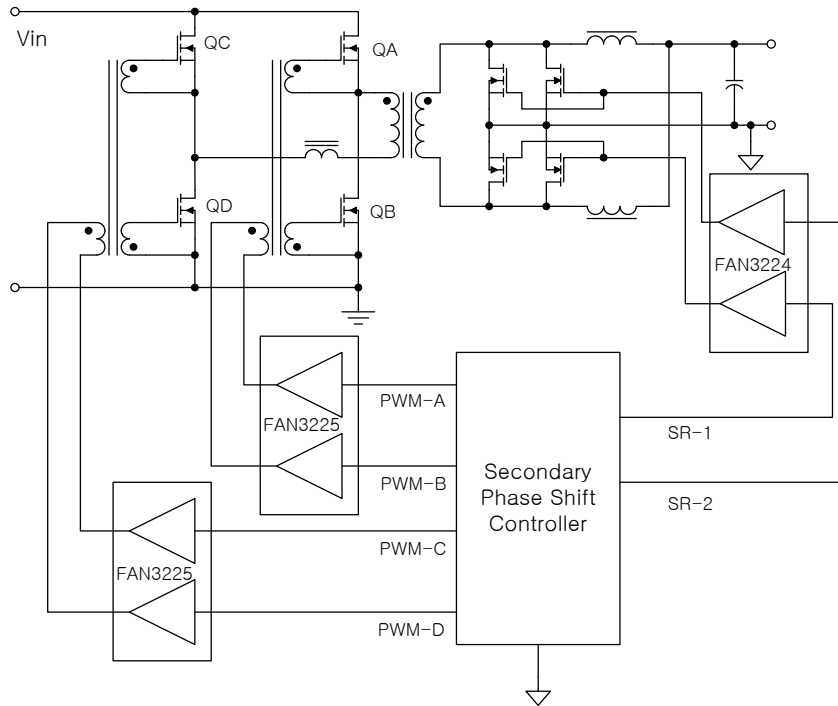 Vin
QC
QA
QD
QB
FAN3224
PWM-A
FAN3225
PWM-B
SR-1
Secondary
Phase Shift
Controller
SR-2
PWM-C
FAN3225
PWM-D